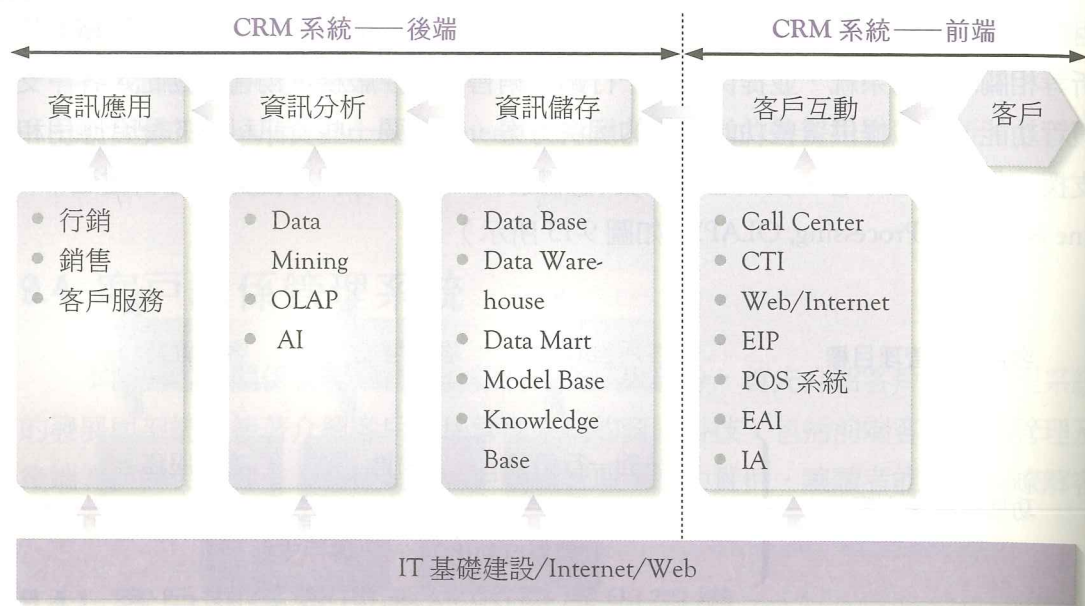 CRM 系統——後端
CRM 系統——前端
資訊應用
資訊分析
資訊儲存
客戶互動
客戶
• 行銷
• 銷售
• 客戶服務
• Data
Mining
• OLAP
• AI
• Data Base
• Data Ware-
house
• Data Mart
• Model Base
• Knowledge
Base
• Call Center
• CTI
• Web/Internet
• EIP
• POS 系統
• EAI
• IA
IT 基礎建設/Internet/Web